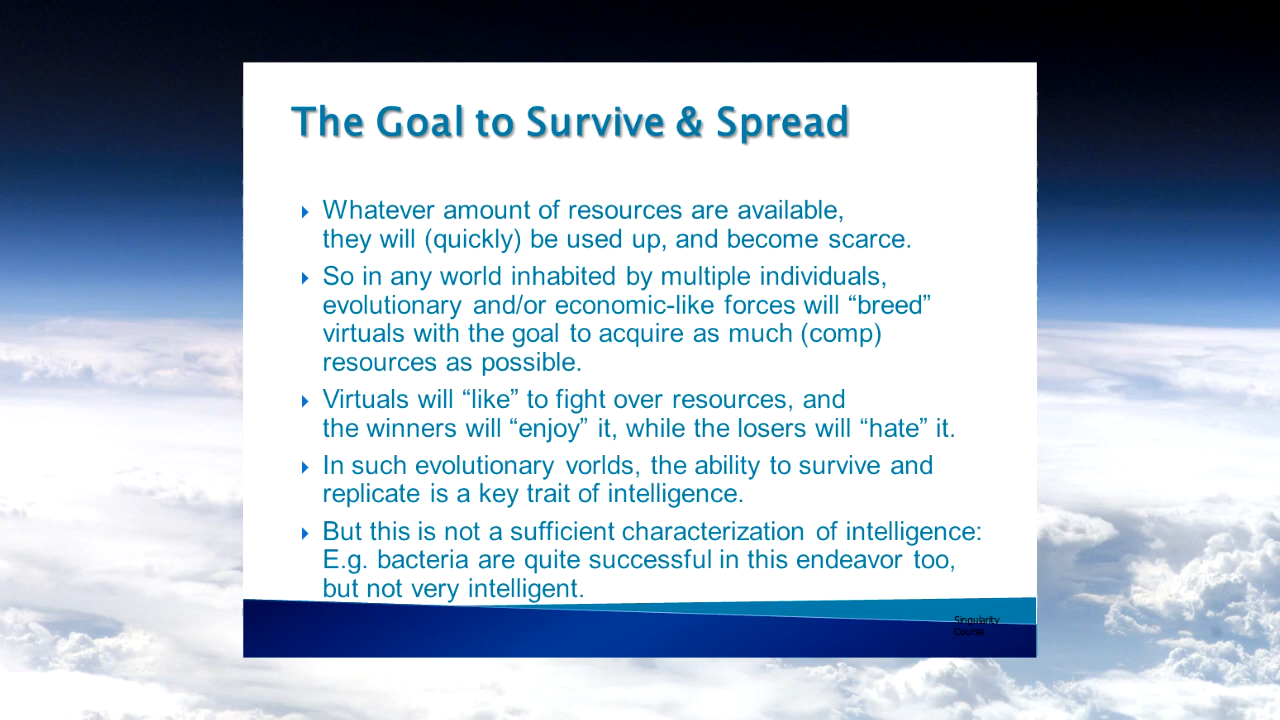 The Goal to Survive & Spread
Whatever amount of resources are available,
they will (quickly) be used up, and become scarce.
So in any world inhabited by multiple individuals,
evolutionary and/or economic-like forces will “breed”
virtuals with the goal to acquire as much (comp)
resources as possible.
Virtuals will “like” to fight over resources, and
the winners will “enjoy” it, while the losers will “hate” it.
In such evolutionary vorlds, the ability to survive and
replicate is a key trait of intelligence.
But this is not a sufficient characterization of intelligence:
E.g. bacteria are quite successful in this endeavor too,
but not very intelligent.
Singularity
Course